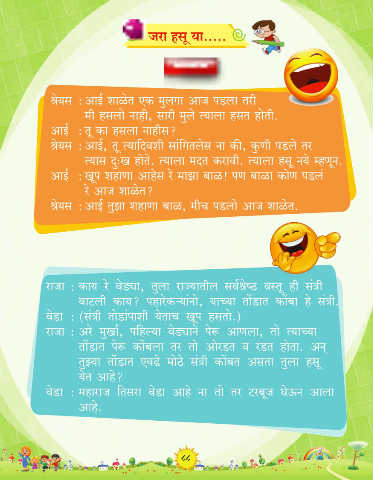 जरा हसू या.....
श्रेयस : आई शाळेत एक मुलगा आज पडला तरी
मी हसलो नाही, सारी मुले त्याला हसत होती.
आई : तू का हसला नाहीस?
श्रेयस : आई, तू त्यादिवशी सांगितलेस ना की, कुणी पडले तर
त्यास दुःख होते. त्याला मदत करावी. त्याला हसू नये म्हणून.
आई : खूप शहाणा आहेस रे माझा बाळ! पण बाळा कोण पडलं
रे आज शाळेत?
श्रेयस : आई तुझा शहाणा बाळ, मीच पडलो आज शाळेत.
राजा : काय रे वेड्या, तुला राज्यातील सर्वश्रेष्ठ वस्तू ही संत्री
वाटली काय? पहारेकऱ्यांनो, याच्या तोंडात कोंबा हे संत्री.
वेडा : (संत्री तोंडांपाशी येताच खूप हसतो.)
राजा : अरे मुर्खा, पहिल्या वेड्याने पेरू आणला, तो त्याच्या
तोंडात पेरू कोंबला तर तो ओरडत व रडत होता. अन्
तुझ्या तोंडात एवढे मोठे संत्री कोंबत असता तुला हसू
येत आहे?
वेडा : महाराज तिसरा वेडा आहे ना तो तर टरबूज घेऊन आला
आहे.